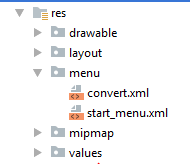 res
drawable
layout
menu
convert.xml
start_menu.xml
mipmap
values